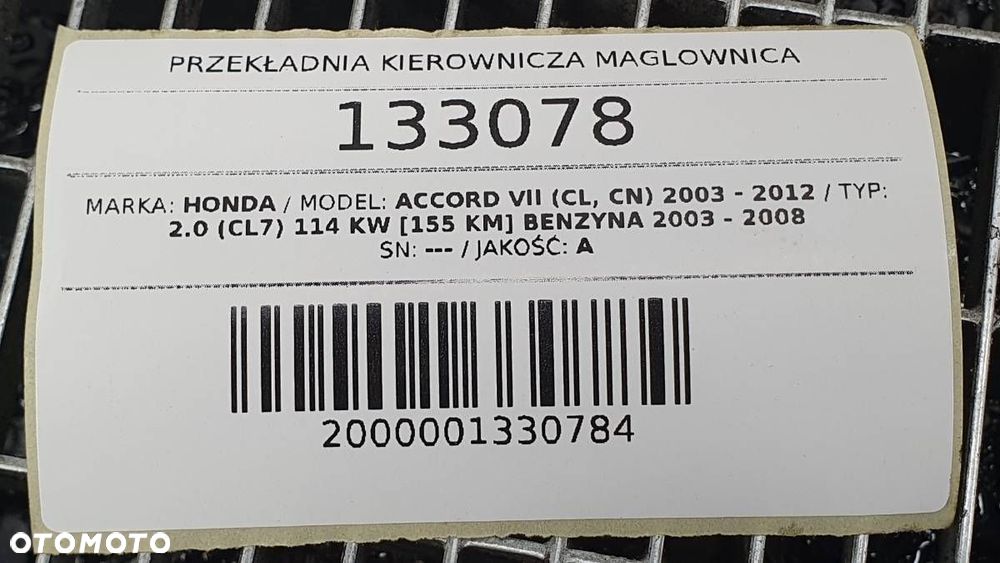 PRZEKŁADNIA KIEROWNICZA MAGLOWNICA
133078
MARKA: HONDA / MODEL: ACCORD VII (CL, CN) 2003 - 2012 / TYP:
2.0 (CL7) 114 KW [155 KM] BENZYNA 2003 - 2008
SN: --- / JAKOŚĆ: A
2000001330784
OTOMOTO